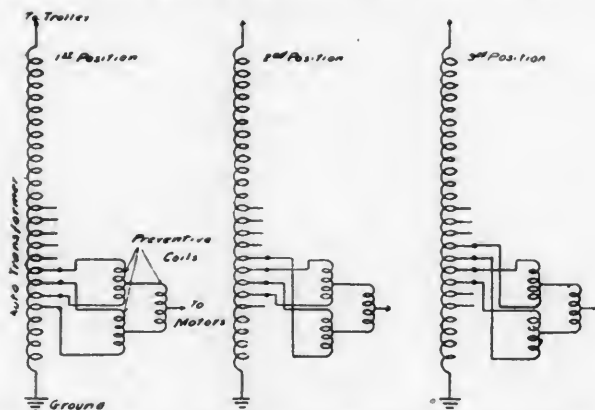 To Trolley
1st Position
2nd Position
3rd Position
Auto Transformer
Preventive
Coils
To
Motors
Ground